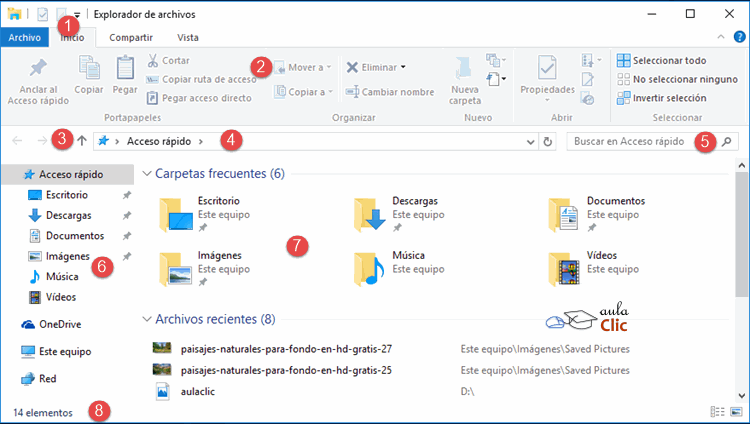 Explorador de archivos
1
Archivo Inicio Compartir Vista
Anclar al Acceso rápido
Copiar
Pegar
Cortar
Copiar ruta de acceso
Pegar acceso directo
Portapapeles
2
Mover a
Copiar a
Eliminar
Cambiar nombre
Organizar
Nueva carpeta
Nuevo
Propiedades
Abrir
Seleccionar todo
No seleccionar ninguno
Invertir selección
Seleccionar
3
Acceso rápido
4
Buscar en Acceso rápido
5
Acceso rápido
Escritorio
Descargas
Documentos
Imágenes
6
Música
Vídeos
OneDrive
Este equipo
Red
Carpetas frecuentes (6)
Escritorio
Este equipo
Descargas
Este equipo
Documentos
Este equipo
Imágenes
Este equipo
7
Música
Este equipo
Vídeos
Este equipo
aula
Clic
Archivos recientes (8)
paisajes-naturales-para-fondo-en-hd-gratis-27 Este equipo\Imágenes\Saved Pictures
paisajes-naturales-para-fondo-en-hd-gratis-25 Este equipo\Imágenes\Saved Pictures
aulaclic D:\
14 elementos
8